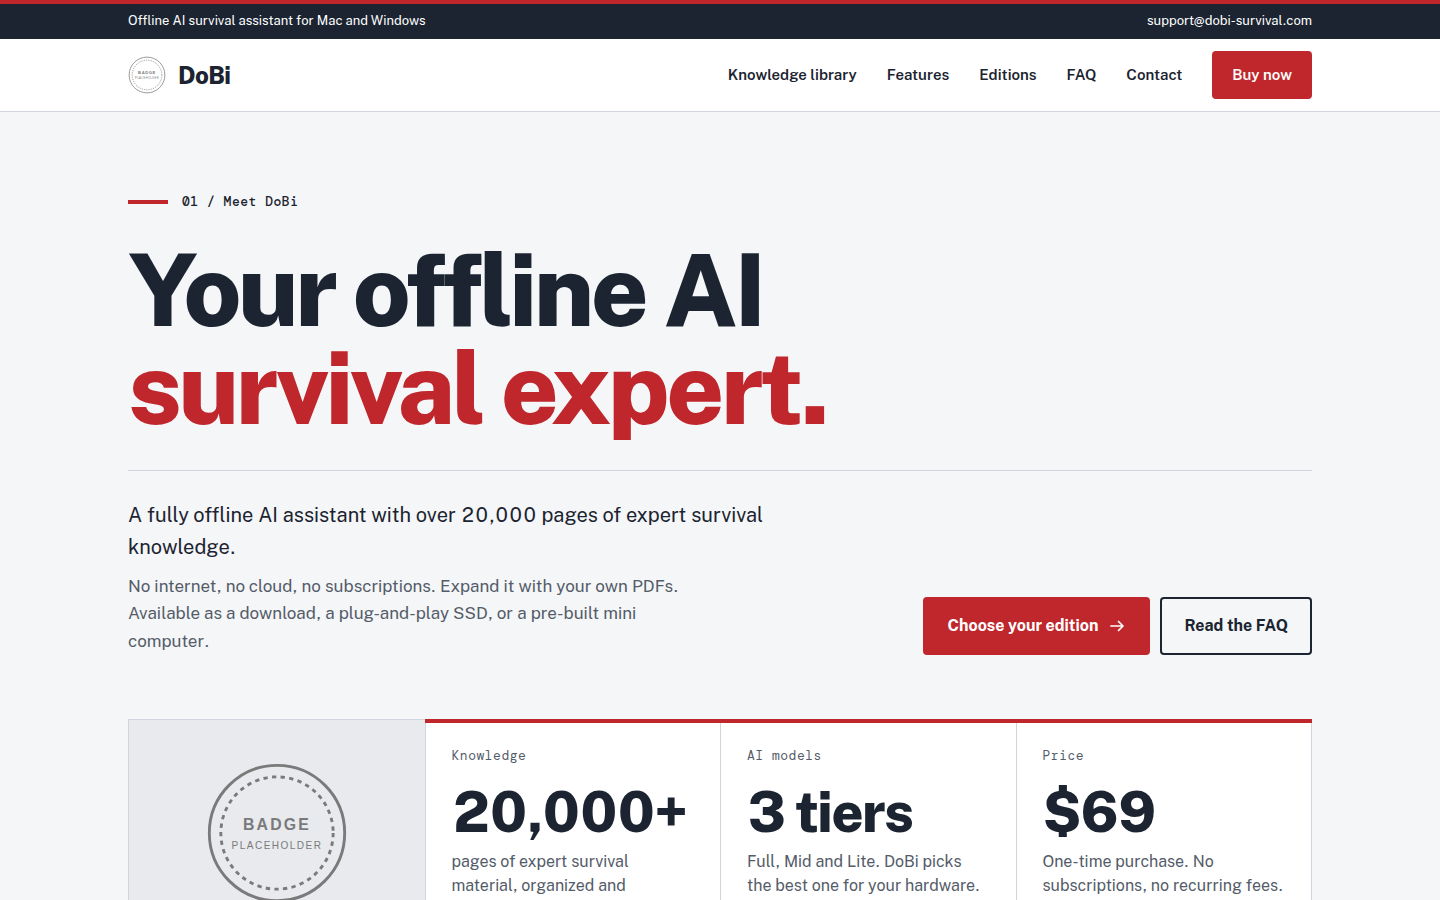 Offline AI survival assistant for Mac and Windows
support@dobi-survival.com
BADGE
PLACEHOLDER
DoBi
Knowledge library
Features
Editions
FAQ
Contact
Buy now
01 / Meet DoBi
Your offline AI
survival expert.
A fully offline AI assistant with over 20,000 pages of expert survival
knowledge.
No internet, no cloud, no subscriptions. Expand it with your own PDFs.
Available as a download, a plug-and-play SSD, or a pre-built mini
computer.
Choose your edition →
Read the FAQ
BADGE
PLACEHOLDER
Knowledge
20,000+
pages of expert survival
material, organized and
AI models
3 tiers
Full, Mid and Lite. DoBi picks
the best one for your hardware.
Price
$69
One-time purchase. No
subscriptions, no recurring fees.